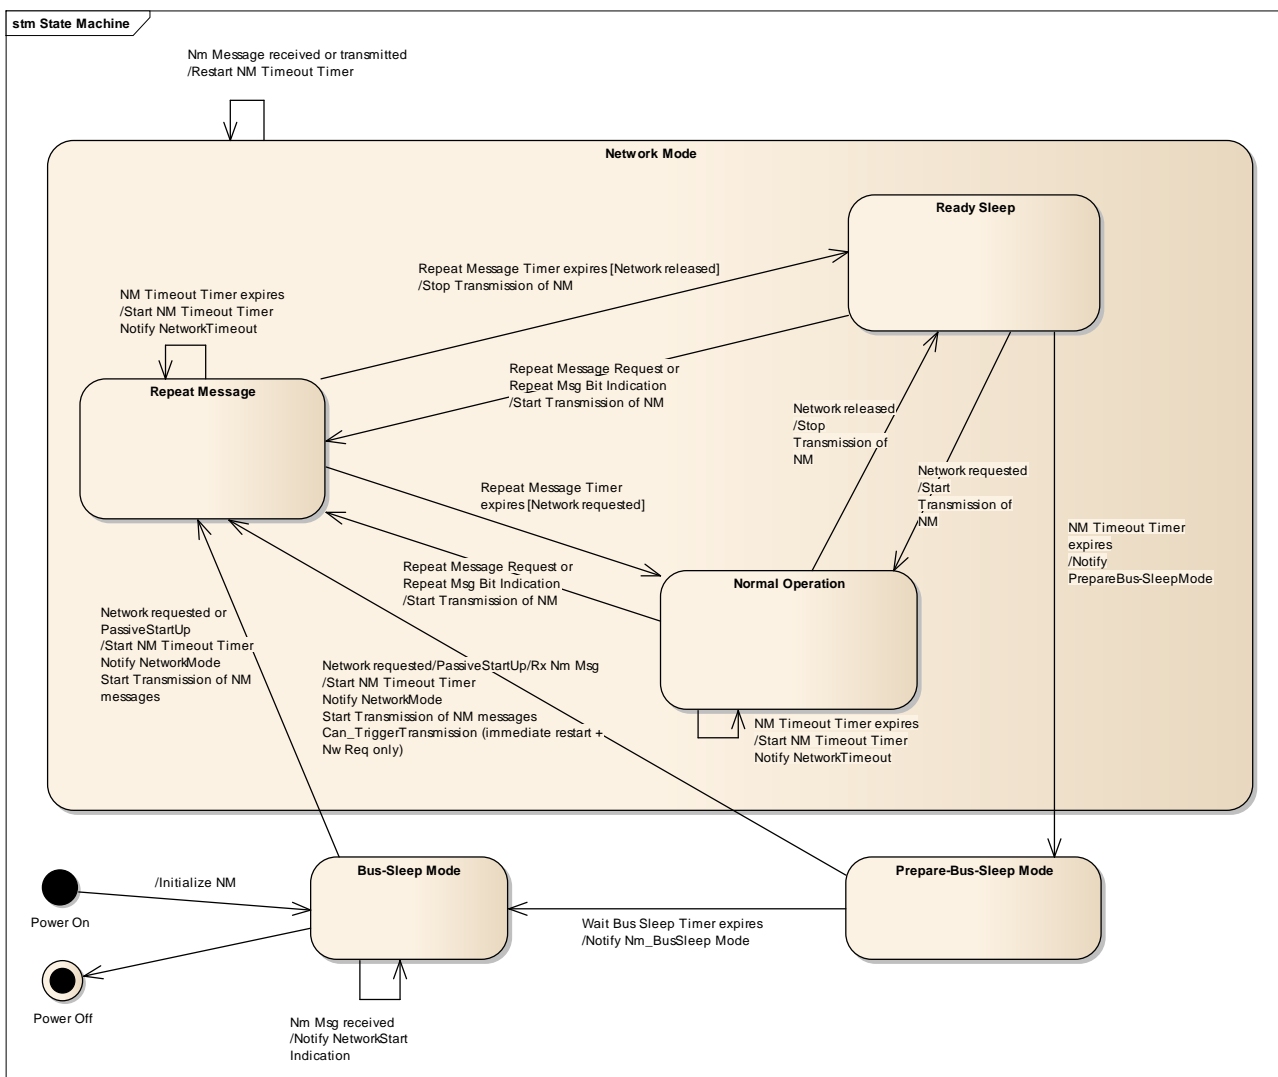 stm State Machine
Nm Message received or transmitted
/Restart NM Timeout Timer
Network Mode
Ready Sleep
Repeat Message Timer expires [Network released]
/Stop Transmission of NM
NM Timeout Timer expires
/Start NM Timeout Timer
Notify NetworkTimeout
Repeat Message
Repeat Message Request or
Repeat Msg Bit Indication
/Start Transmission of NM
Network released
/Stop
Transmission of
NM
Network requested
/Start
Transmission of
NM
Repeat Message Timer
expires [Network requested]
NM Timeout Timer
expires
/Notify
PrepareBus-SleepMode
Repeat Message Request or
Repeat Msg Bit Indication
/Start Transmission of NM
Normal Operation
Network requested or
PassiveStartUp
/Start NM Timeout Timer
Notify NetworkMode
Start Transmission of NM
messages
Network requested/PassiveStartUp/Rx Nm Msg
/Start NM Timeout Timer
Notify NetworkMode
Start Transmission of NM messages
Can_TriggerTransmission (immediate restart +
Nw Req only)
NM Timeout Timer expires
/Start NM Timeout Timer
Notify NetworkTimeout
Bus-Sleep Mode
Prepare-Bus-Sleep Mode
/Initialize NM
Power On
Wait Bus Sleep Timer expires
/Notify Nm_BusSleep Mode
Power Off
Nm Msg received
/Notify NetworkStart
Indication